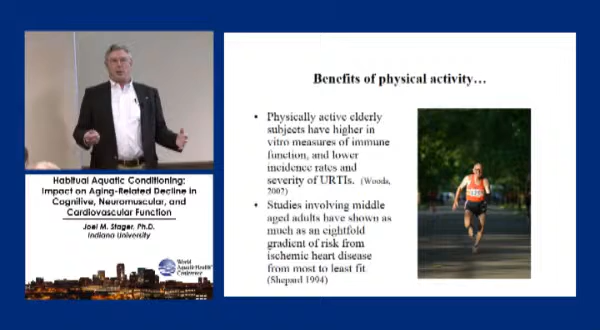 Habitual Aquatic Conditioning:
Impact on Aging-Related Decline in
Cognitive, Neuromuscular, and
Cardiovascular Function
Joel M. Stager, Ph.D.
Indiana University
World
Aquatic Health
Conference
Benefits of physical activity…
• Physically active elderly
subjects have higher in
vitro measures of immune
function, and lower
incidence rates and
severity of URTIs. (Woods,
2002)
• Studies involving middle
aged adults have shown as
much as an eightfold
gradient of risk from
ischemic heart disease
from most to least fit
(Shepard 1994)